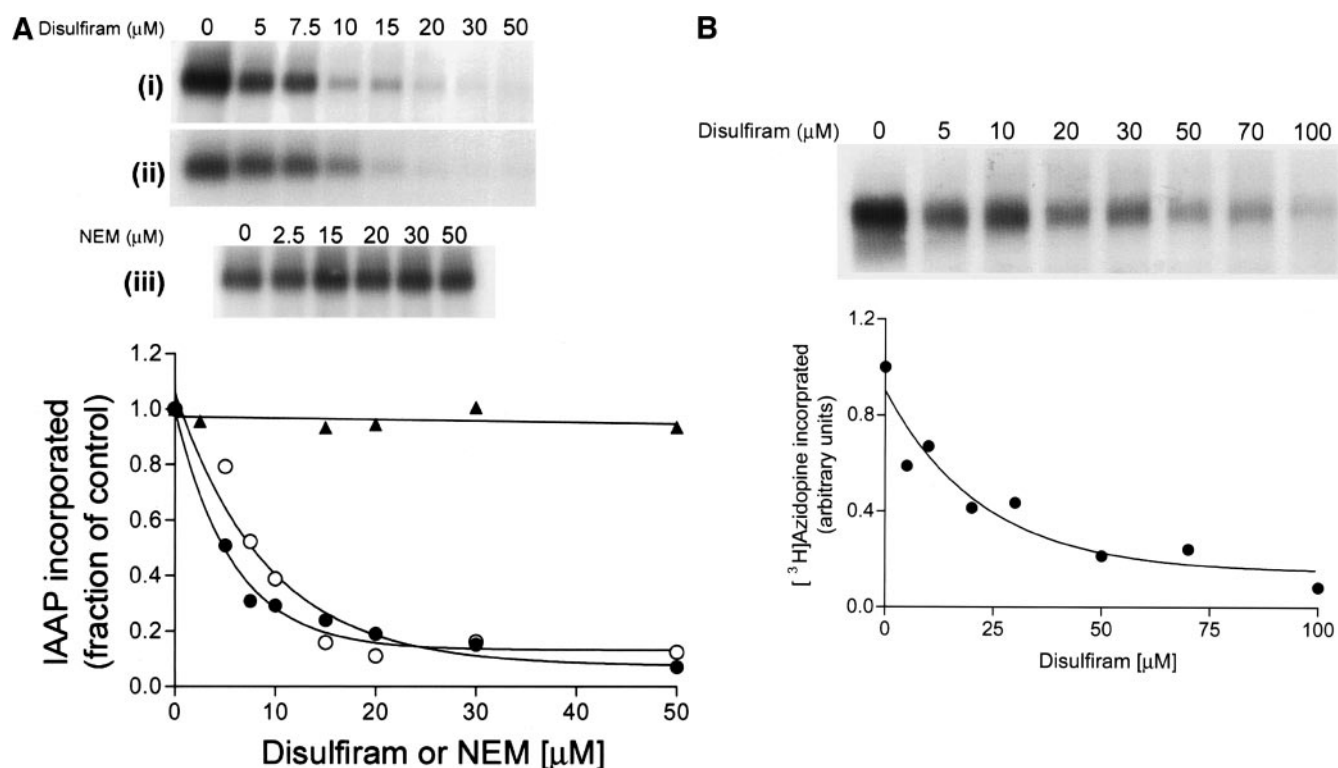 A
Disulfiram (μM) 0 5 7.5 10 15 20 30 50
(i)
(ii)
NEM (μM) 0 2.5 15 20 30 50
(iii)
IAAP incorporated
(fraction of control)
1.2
1.0
0.8
0.6
0.4
0.2
0.0
0 10 20 30 40 50
Disulfiram or NEM [μM]
B
Disulfiram (μM) 0 5 10 20 30 50 70 100
[³H]Azidopine incorprated
(arbitrary units)
1.2
0.8
0.4
0.0
0 25 50 75 100
Disulfiram [μM]